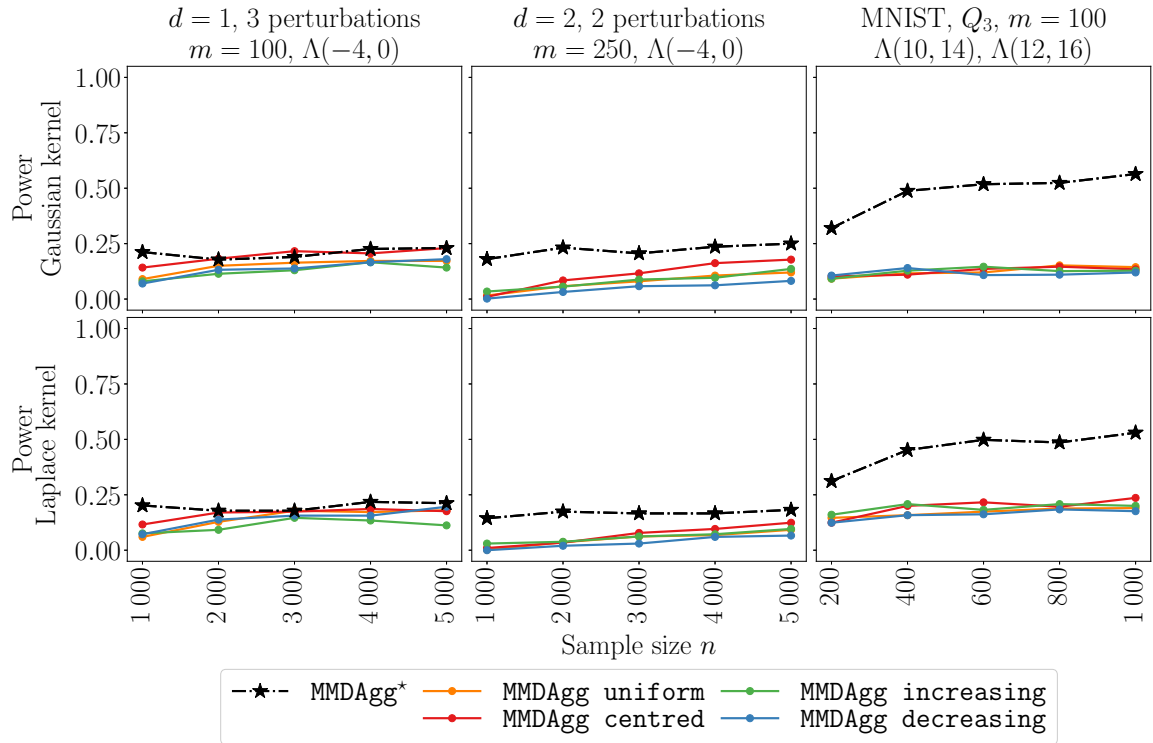 d = 1, 3 perturbations
m = 100, Λ(−4, 0)
d = 2, 2 perturbations
m = 250, Λ(−4, 0)
MNIST, Q₃, m = 100
Λ(10, 14), Λ(12, 16)
Power
Gaussian kernel
1.00
0.75
0.50
0.25
0.00
Power
Laplace kernel
1.00
0.75
0.50
0.25
0.00
1 000
2 000
3 000
4 000
5 000
1 000
2 000
3 000
4 000
5 000
200
400
600
800
1 000
Sample size n
MMDAgg⋆
MMDAgg uniform
MMDAgg centred
MMDAgg increasing
MMDAgg decreasing